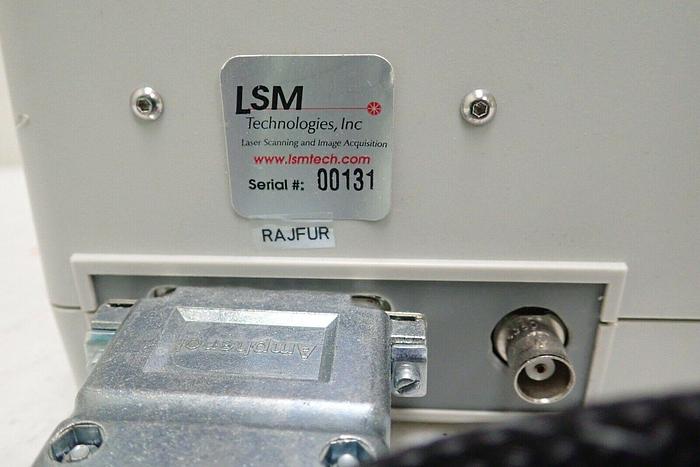 LSM
Technologies, Inc
Laser Scanning and Image Acquisition
www.lsmtech.com
Serial #: 00131
RAJFUR
Amphenol